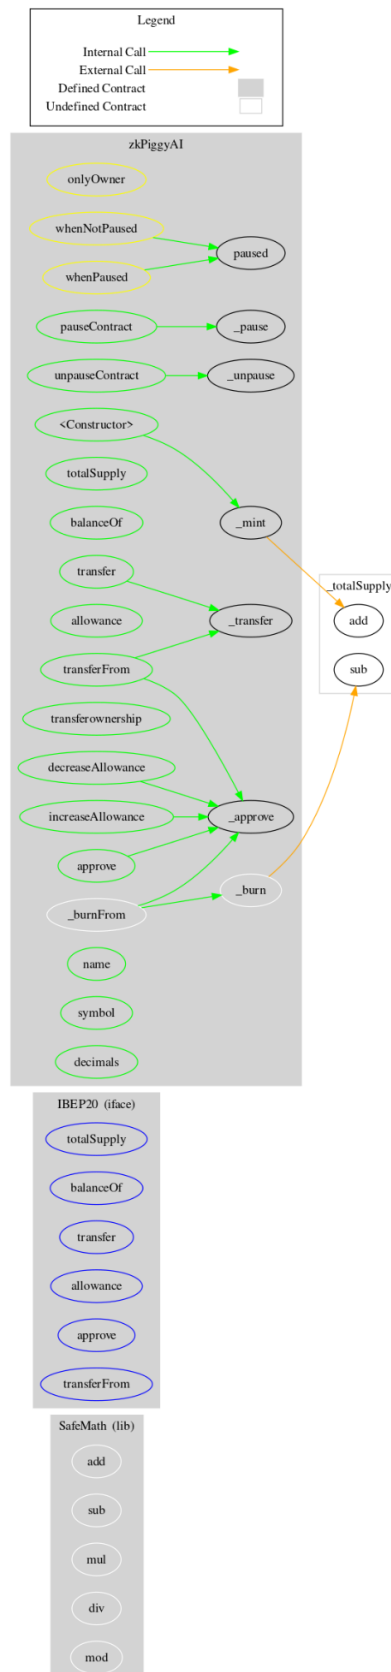 Legend
Internal Call
External Call
Defined Contract
Undefined Contract
zkPiggyAI
onlyOwner
whenNotPaused
paused
whenPaused
pauseContract
_pause
unpauseContract
_unpause
<Constructor>
totalSupply
balanceOf
_mint
transfer
_totalSupply
add
allowance
_transfer
transferFrom
sub
transferownership
decreaseAllowance
increaseAllowance
_approve
approve
_burn
_burnFrom
name
symbol
decimals
IBEP20 (iface)
totalSupply
balanceOf
transfer
allowance
approve
transferFrom
SafeMath (lib)
add
sub
mul
div
mod